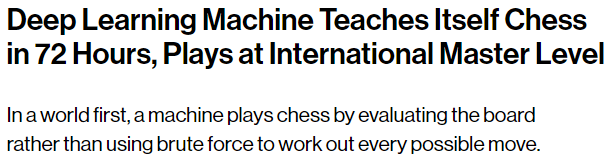 Deep Learning Machine Teaches Itself Chess
in 72 Hours, Plays at International Master Level
In a world first, a machine plays chess by evaluating the board
rather than using brute force to work out every possible move.